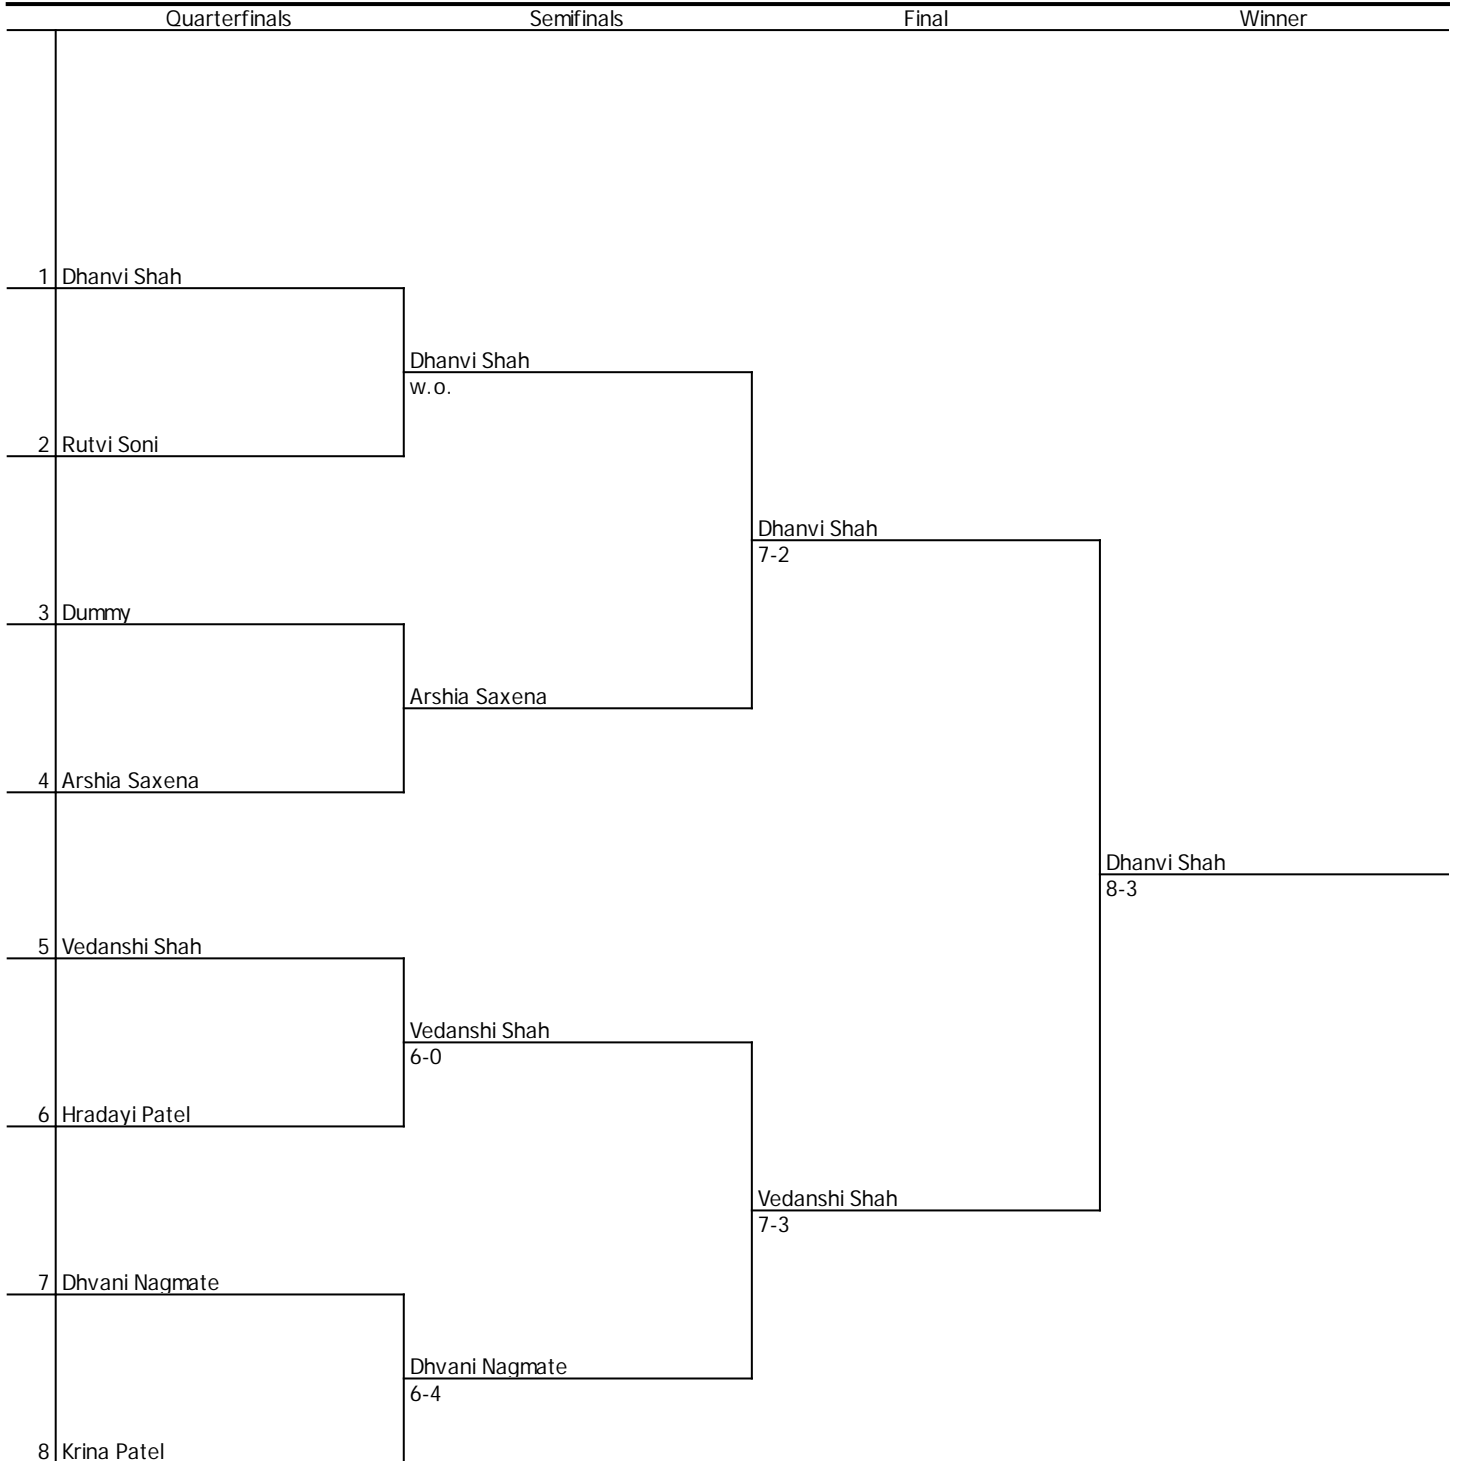 Quarterfinals Semifinals Final Winner
1 Dhanvi Shah
Dhanvi Shah
w.o.
2 Rutvi Soni
Dhanvi Shah
7-2
3 Dummy
Arshia Saxena
4 Arshia Saxena
Dhanvi Shah
8-3
5 Vedanshi Shah
Vedanshi Shah
6-0
6 Hradayi Patel
Vedanshi Shah
7-3
7 Dhvani Nagmate
Dhvani Nagmate
6-4
8 Krina Patel